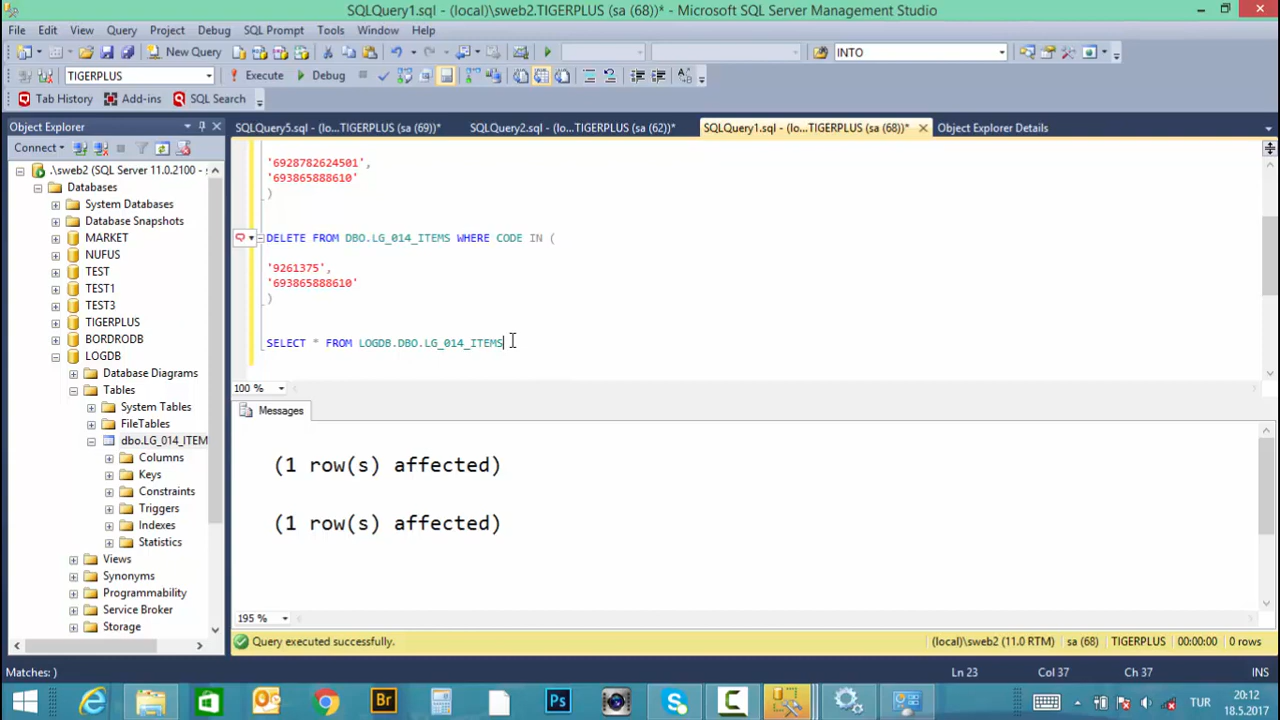 SQLQuery1.sql - (local)\sweb2.TIGERPLUS (sa (68))* - Microsoft SQL Server Management Studio
File Edit View Query Project Debug SQL Prompt Tools Window Help
New Query INTO
TIGERPLUS Execute Debug
Tab History Add-ins SQL Search
Object Explorer
SQLQuery5.sql - (lo...TIGERPLUS (sa (69))* SQLQuery2.sql - (lo...TIGERPLUS (sa (62))* SQLQuery1.sql - (lo...TIGERPLUS (sa (68))* Object Explorer Details
Connect
.\sweb2 (SQL Server 11.0.2100 -
Databases
System Databases
Database Snapshots
MARKET
NUFUS
TEST
TEST1
TEST3
TIGERPLUS
BORDRODB
LOGDB
Database Diagrams
Tables
System Tables
FileTables
dbo.LG_014_ITEM
Columns
Keys
Constraints
Triggers
Indexes
Statistics
Views
Synonyms
Programmability
Service Broker
Storage
'6928782624501',
'693865888610'
)
DELETE FROM DBO.LG_014_ITEMS WHERE CODE IN (
'9261375',
'693865888610'
)
SELECT * FROM LOGDB.DBO.LG_014_ITEMS
100 %
Messages
(1 row(s) affected)
(1 row(s) affected)
195 %
Query executed successfully. (local)\sweb2 (11.0 RTM) sa (68) TIGERPLUS 00:00:00 0 rows
Matches: ) Ln 23 Col 37 Ch 37 INS
Br Ps TUR 20:12
18.5.2017